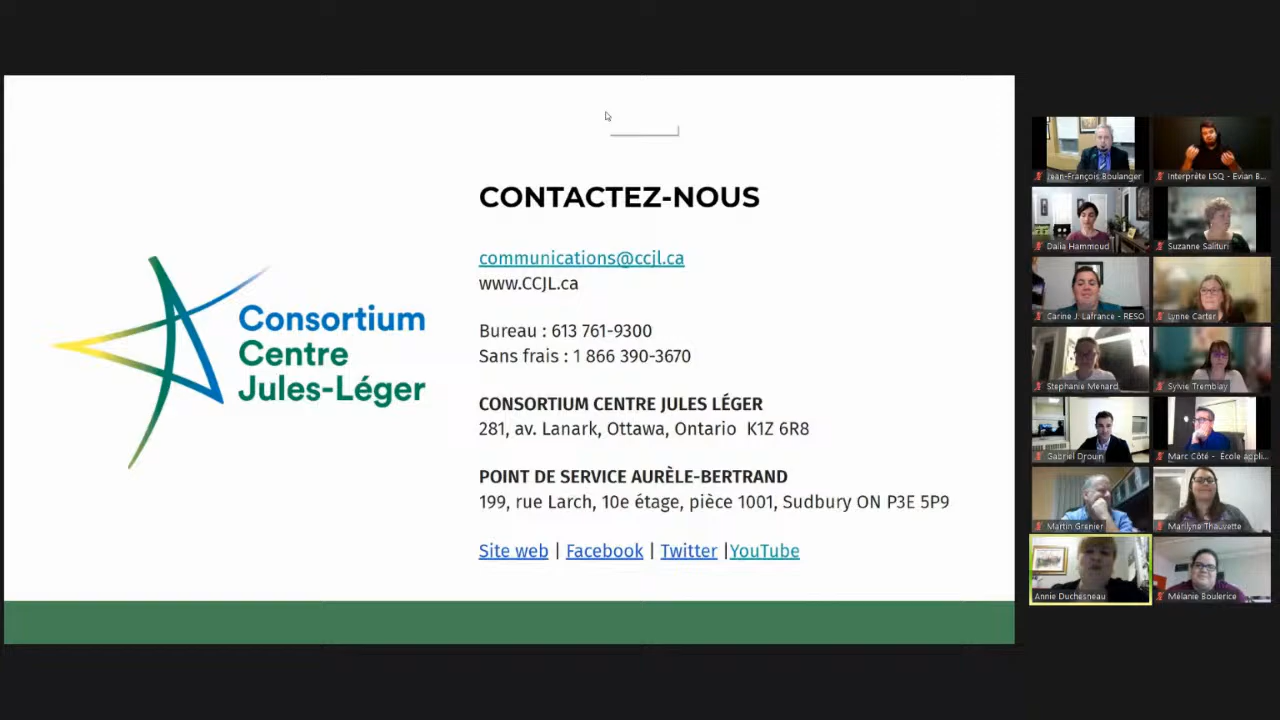 CONTACTEZ-NOUS
communications@ccjl.ca
www.CCJL.ca
Bureau : 613 761-9300
Sans frais : 1 866 390-3670
CONSORTIUM CENTRE JULES LÉGER
281, av. Lanark, Ottawa, Ontario K1Z 6R8
POINT DE SERVICE AURÈLE-BERTRAND
199, rue Larch, 10e étage, pièce 1001, Sudbury ON P3E 5P9
Site web | Facebook | Twitter |YouTube
Consortium
Centre
Jules-Léger
Jean-François Boulanger
Interprète LSQ - Evian B...
Dalia Hammoud
Suzanne Salituri
Carine J. Lafrance - RESO
Lynne Carter
Stephanie Menard
Sylvie Tremblay
Gabriel Drouin
Marc Côté - École appli...
Martin Grenier
Marilyne Thauvette
Annie Duchesneau
Mélanie Boulerice